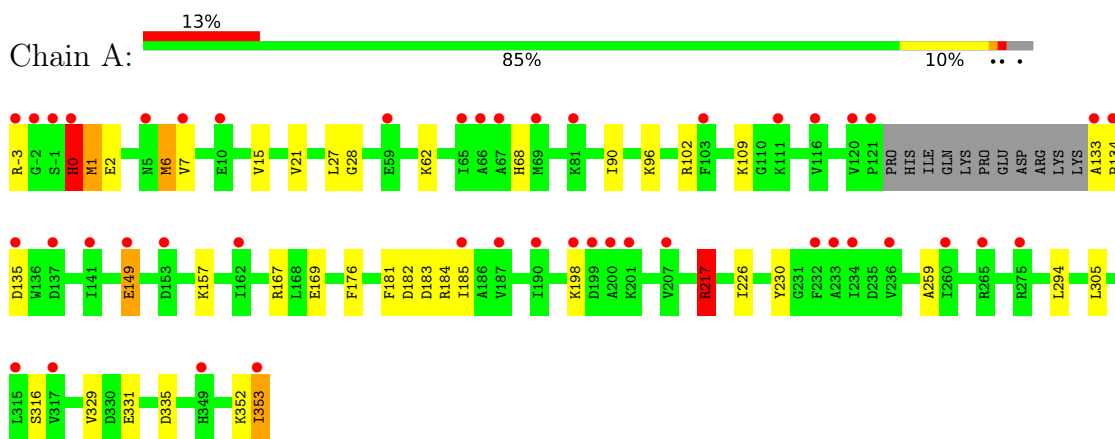 13%
Chain A:
85% 10% • • •
R-3 G-2 S-1 H0 M1 E2 N5 M6 V7 E10 V15 V21 L27 G28 E59 K62 I65 A66 A67 H68 M69 K81 I90 K96 R102 F103 K109 G110 K111 V116 V120 P121 PRO HIS ILE GLN LYS PRO GLU ASP ARG LYS LYS A133
D135 W136 D137 I141 E149 D153 K157 I162 R167 L168 E169 F176 F181 D182 D183 R184 I185 A186 V187 I190 K198 D199 A200 K201 V207 R217 I226 Y230 G231 F232 A233 I234 D235 V236 A259 I260 R265 R275 L294 L305
L315 S316 V317 V329 D330 E331 D335 H349 K352 I353